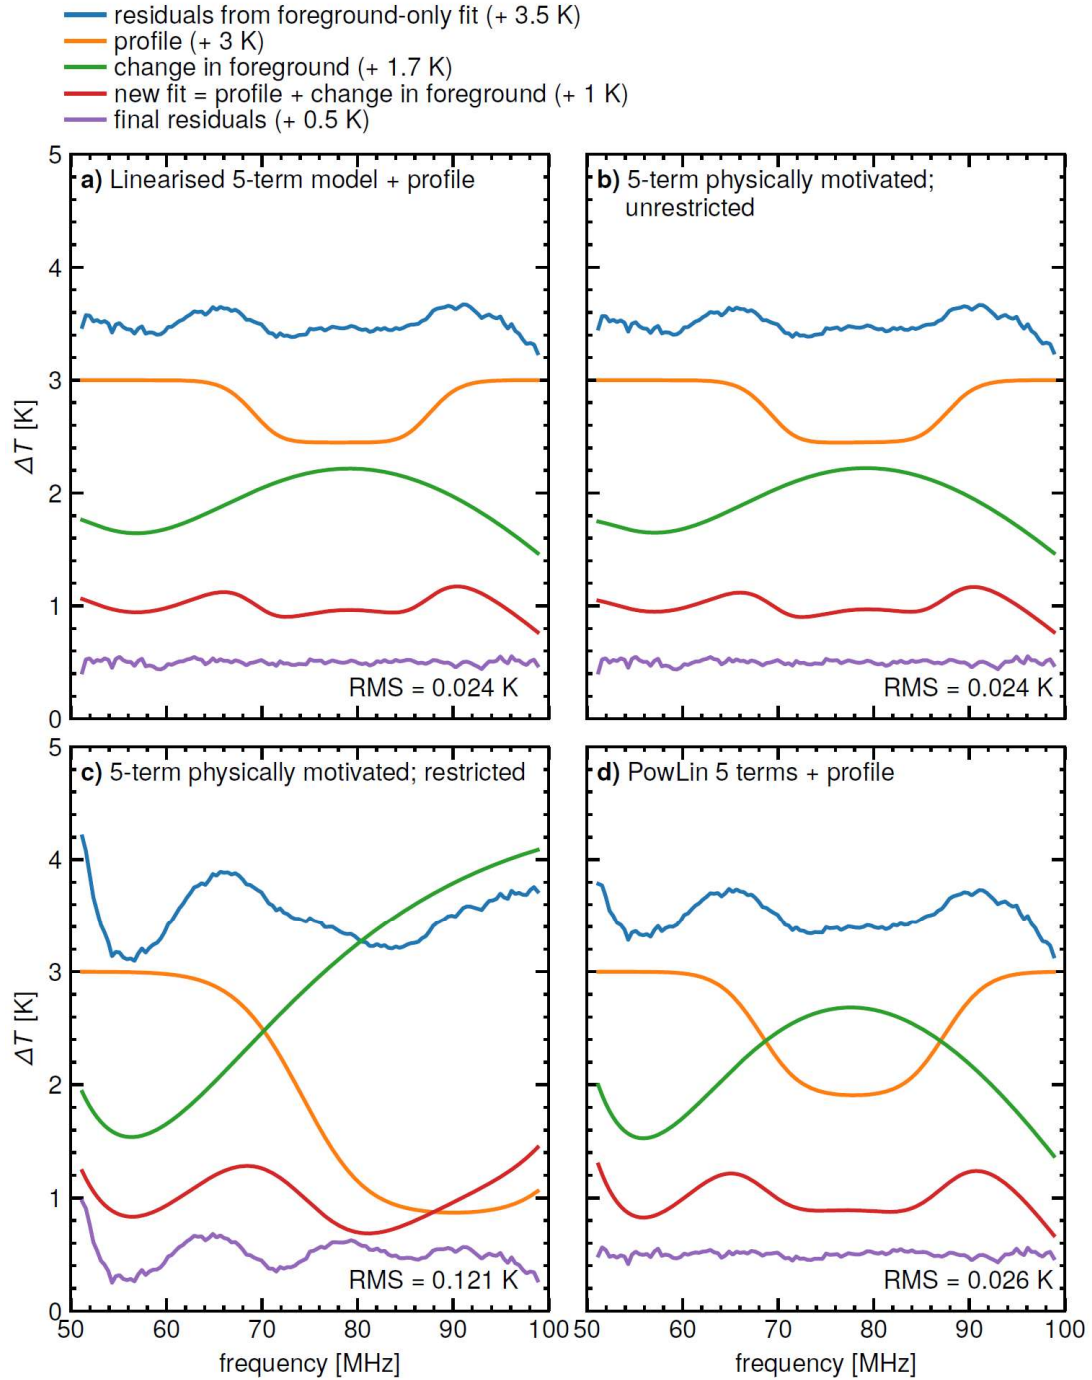 residuals from foreground-only fit (+ 3.5 K)
profile (+ 3 K)
change in foreground (+ 1.7 K)
new fit = profile + change in foreground (+ 1 K)
final residuals (+ 0.5 K)
a) Linearised 5-term model + profile
b) 5-term physically motivated;
unrestricted
5
4
3
2
1
0
ΔT [K]
RMS = 0.024 K
RMS = 0.024 K
c) 5-term physically motivated; restricted
d) PowLin 5 terms + profile
5
4
3
2
1
0
ΔT [K]
RMS = 0.121 K
RMS = 0.026 K
50 60 70 80 90 100
50 60 70 80 90 100
frequency [MHz]
frequency [MHz]